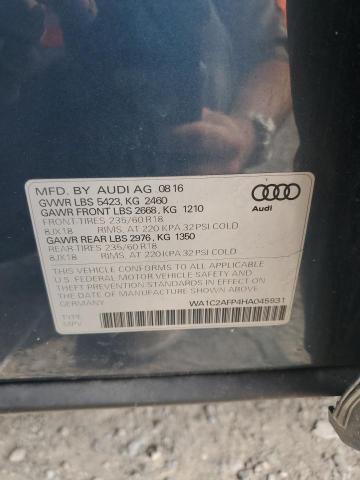 MFD. BY AUDI AG 08 16
GVWR LBS 5423, KG 2460
GAWR FRONT LBS 2668, KG 1210
FRONT-TIRES 235/60 R18
8JX18 RIMS, AT 220 KPA 32 PSI COLD
GAWR REAR LBS 2976, KG 1350
REAR-TIRES 235/60 R18
8JX18 RIMS, AT 220 KPA 32 PSI COLD
THIS VEHICLE CONFORMS TO ALL APPLICABLE
U.S. FEDERAL MOTOR VEHICLE SAFETY AND
THEFT PREVENTION STANDARDS IN EFFECT ON THE
DATE OF MANUFACTURE SHOWN ABOVE
GERMANY
WA1C2AFP4HA045931
TYPE
MPV
Audi